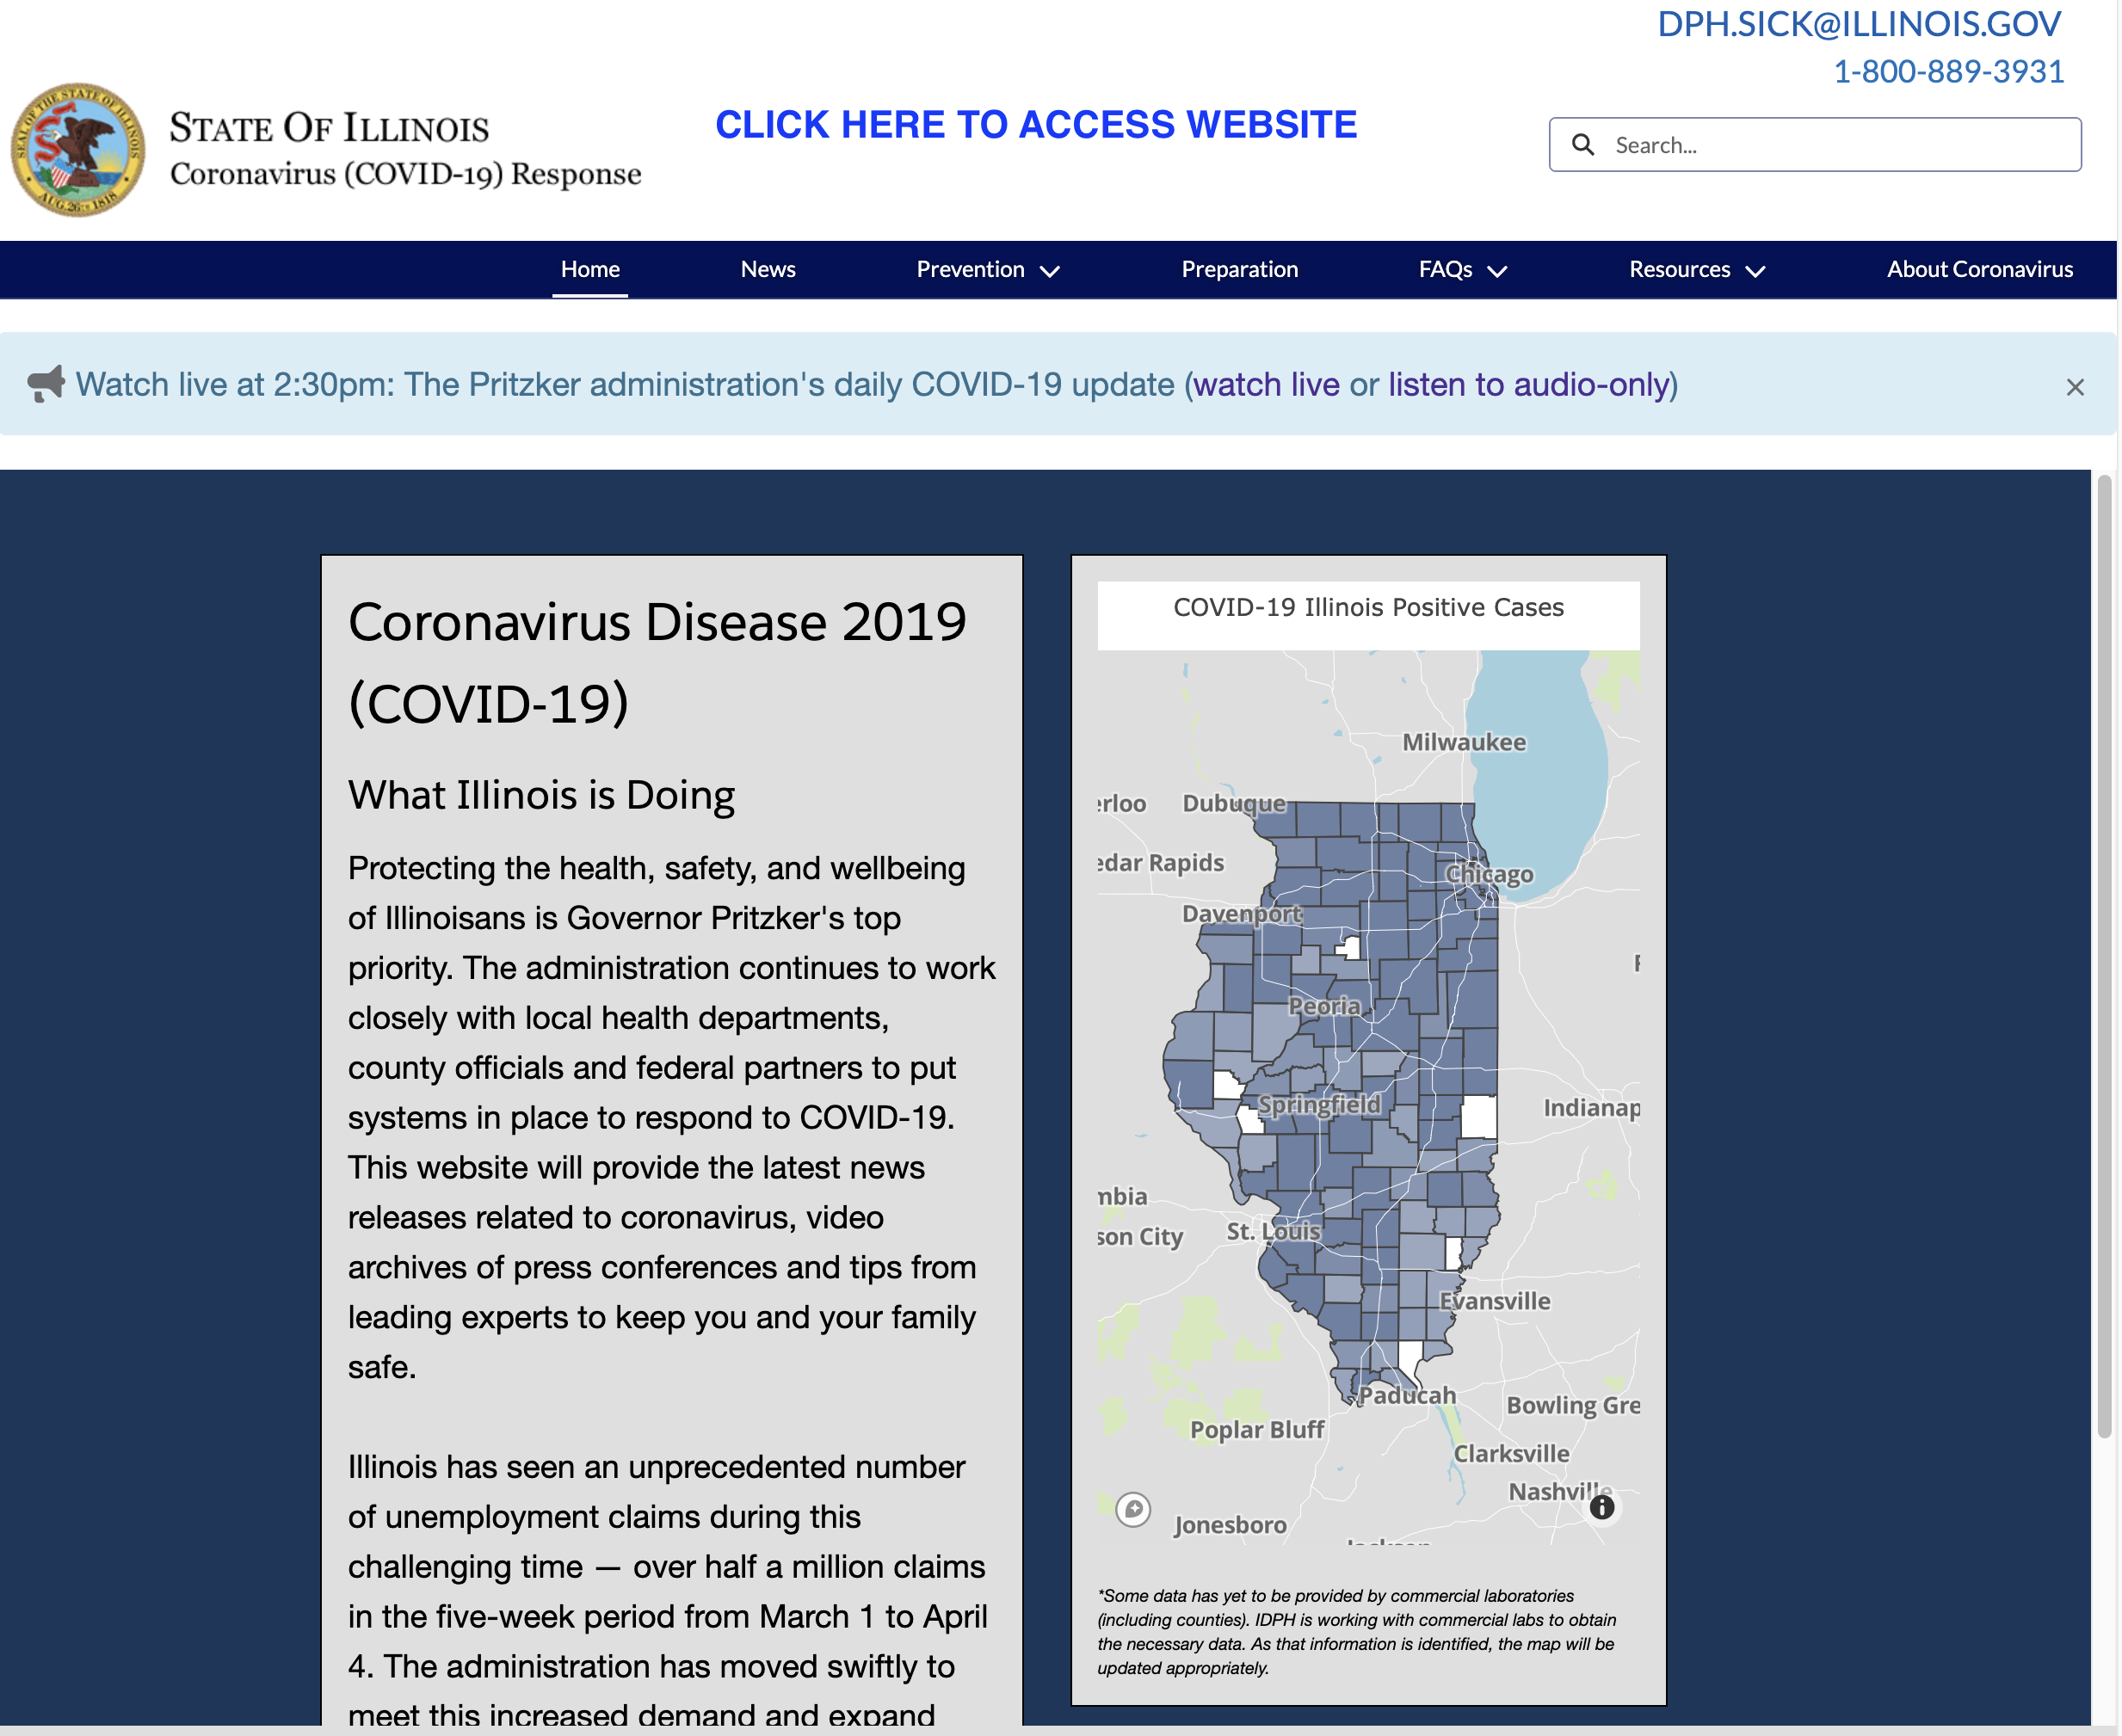 DPH.SICK@ILLINOIS.GOV
1-800-889-3931
SEAL OF THE STATE OF ILLINOIS
AUG. 26TH 1818
STATE OF ILLINOIS
Coronavirus (COVID-19) Response
CLICK HERE TO ACCESS WEBSITE
Search...
Home News Prevention Preparation FAQs Resources About Coronavirus
Watch live at 2:30pm: The Pritzker administration's daily COVID-19 update (watch live or listen to audio-only)
Coronavirus Disease 2019
(COVID-19)
What Illinois is Doing
Protecting the health, safety, and wellbeing
of Illinoisans is Governor Pritzker's top
priority. The administration continues to work
closely with local health departments,
county officials and federal partners to put
systems in place to respond to COVID-19.
This website will provide the latest news
releases related to coronavirus, video
archives of press conferences and tips from
leading experts to keep you and your family
safe.
Illinois has seen an unprecedented number
of unemployment claims during this
challenging time — over half a million claims
in the five-week period from March 1 to April
4. The administration has moved swiftly to
meet this increased demand and expand
COVID-19 Illinois Positive Cases
Milwaukee
erloo Dubuque
edar Rapids
Chicago
Davenport
Peoria
Springfield
Indianap
mbia
St. Louis
son City
Evansville
Paducah
Bowling Gre
Poplar Bluff
Clarksville
Nashville
Jonesboro
*Some data has yet to be provided by commercial laboratories
(including counties). IDPH is working with commercial labs to obtain
the necessary data. As that information is identified, the map will be
updated appropriately.